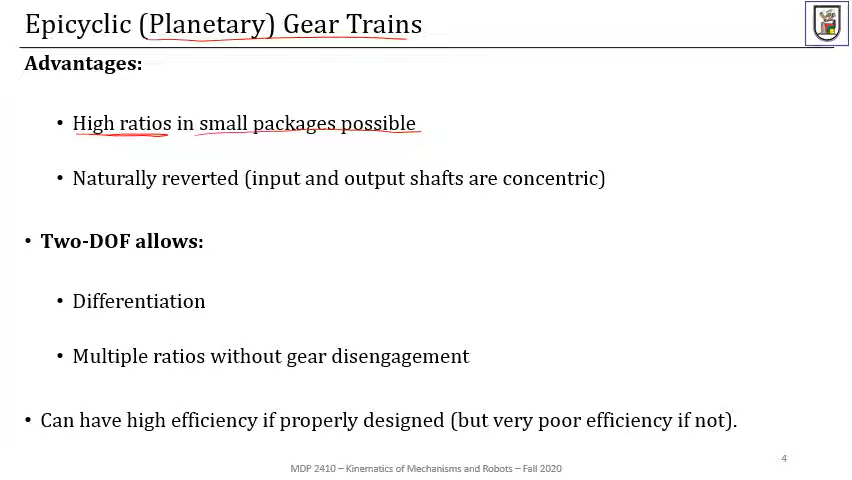 Epicyclic (Planetary) Gear Trains
Advantages:
• High ratios in small packages possible
• Naturally reverted (input and output shafts are concentric)
• Two-DOF allows:
• Differentiation
• Multiple ratios without gear disengagement
• Can have high efficiency if properly designed (but very poor efficiency if not).
4
MDP 2410 – Kinematics of Mechanisms and Robots – Fall 2020